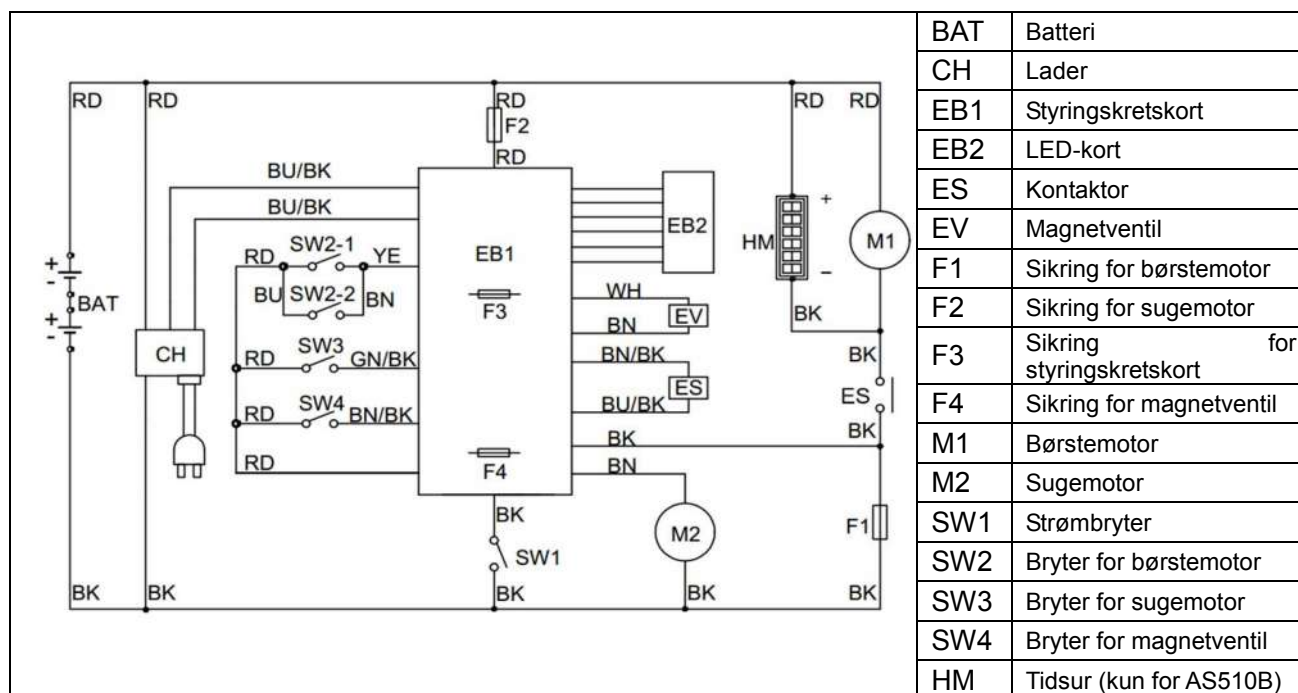 RD
RD
RD
F2
RD
RD
RD
BU/BK
BU/BK
RD
SW2-1
YE
BU
SW2-2
BN
EB1
F3
EB2
HM
+
−
M1
+
-
+
-
BAT
CH
RD
SW3
GN/BK
RD
SW4
BN/BK
RD
F4
WH
EV
BN
BN/BK
ES
BU/BK
BK
BN
BK
BK
ES
BK
F1
M2
BK
SW1
BK
BK
BK
BK
BK
BAT Batteri
CH Lader
EB1 Styringskretskort
EB2 LED-kort
ES Kontaktor
EV Magnetventil
F1 Sikring for børstemotor
F2 Sikring for sugemotor
F3 Sikring for
styringskretskort
F4 Sikring for magnetventil
M1 Børstemotor
M2 Sugemotor
SW1 Strømbryter
SW2 Bryter for børstemotor
SW3 Bryter for sugemotor
SW4 Bryter for magnetventil
HM Tidsur (kun for AS510B)